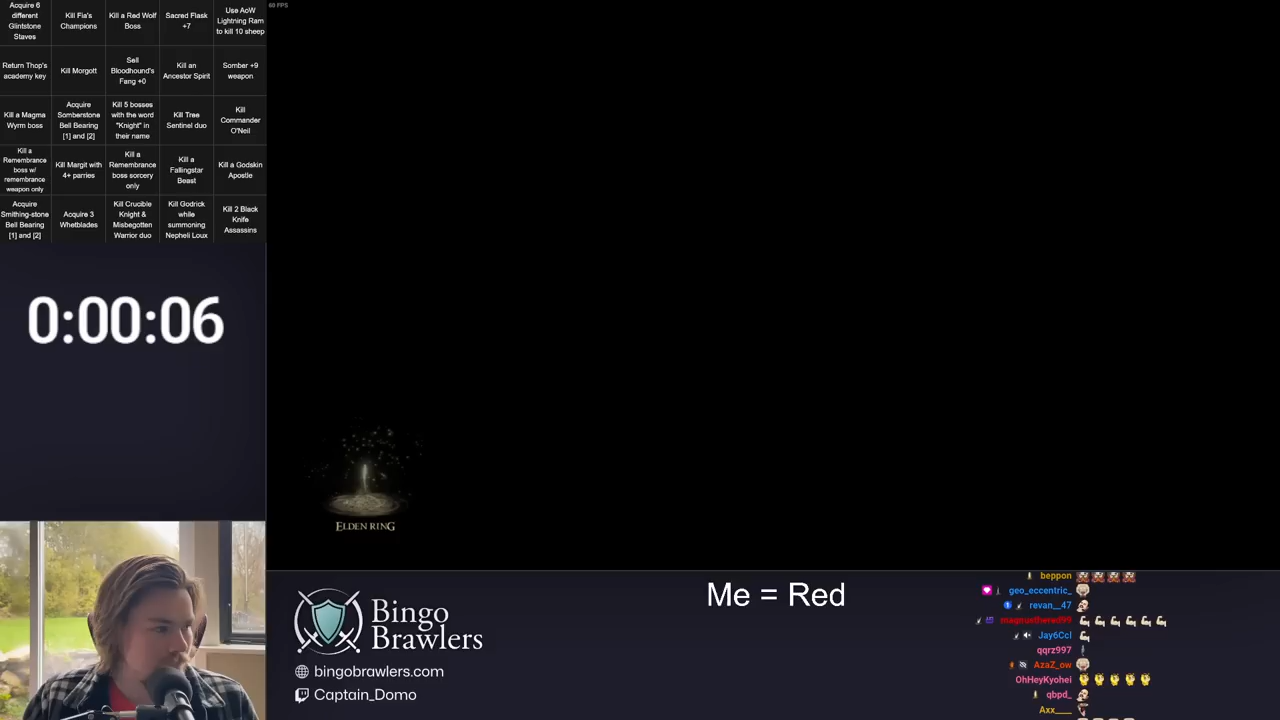 60 FPS
Acquire 6
different
Glintstone
Staves
Kill Fia's
Champions
Kill a Red Wolf
Boss
Sacred Flask
+7
Use AoW
Lightning Ram
to kill 10 sheep
Return Thop's
academy key
Kill Morgott
Sell
Bloodhound's
Fang +0
Kill an
Ancestor Spirit
Somber +9
weapon
Kill a Magma
Wyrm boss
Acquire
Somberstone
Bell Bearing
[1] and [2]
Kill 5 bosses
with the word
"Knight" in
their name
Kill Tree
Sentinel duo
Kill
Commander
O'Neil
Kill a
Remembrance
boss w/
remembrance
weapon only
Kill Margit with
4+ parries
Kill a
Remembrance
boss sorcery
only
Kill a
Fallingstar
Beast
Kill a Godskin
Apostle
Acquire
Smithing-stone
Bell Bearing
[1] and [2]
Acquire 3
Whetblades
Kill Crucible
Knight &
Misbegotten
Warrior duo
Kill Godrick
while
summoning
Nepheli Loux
Kill 2 Black
Knife
Assassins
0:00:06
ELDEN RING
Bingo
Brawlers
bingobrawlers.com
Captain_Domo
Me = Red
beppon
geo_eccentric_
revan__47
magnusthered99
Jay6Ccl
qqrz997
AzaZ_ow
OhHeyKyohei
qbpd_
Axx____